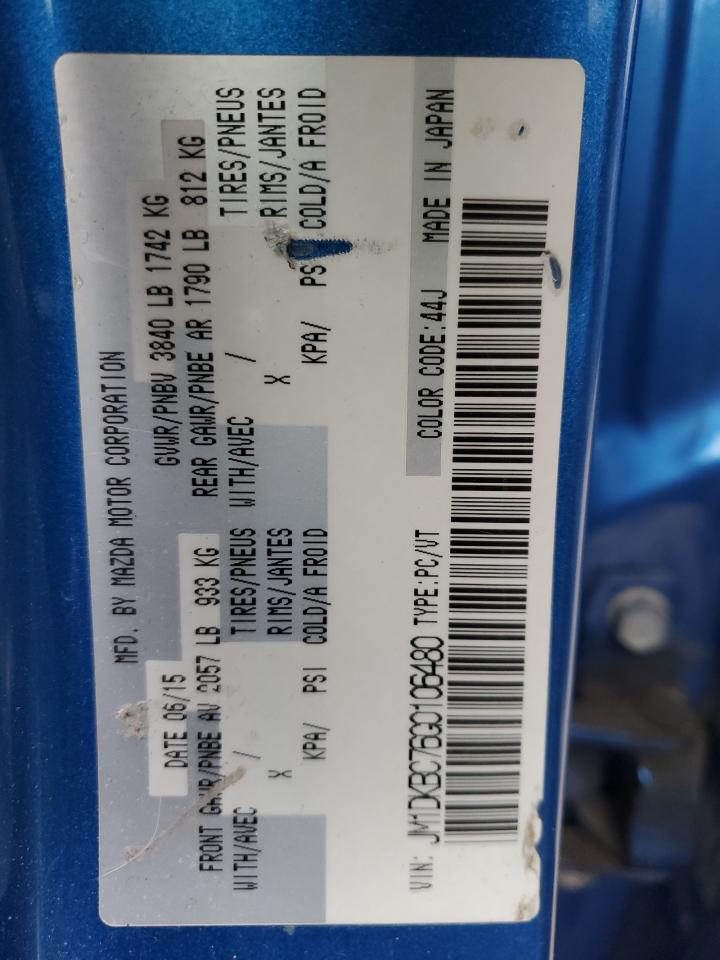 MFD. BY MAZDA MOTOR CORPORATION
DATE 06/15 GVWR/PNBV 3840 LB 1742 KG
FRONT GAWR/PNBE AV 2057 LB 933 KG REAR GAWR/PNBE AR 1790 LB 812 KG
WITH/AVEC / TIRES/PNEUS WITH/AVEC / TIRES/PNEUS
X RIMS/JANTES X RIMS/JANTES
KPA/ PSI COLD/A FROID KPA/ PSI COLD/A FROID
VIN: JM1DKBC76G0106480 TYPE:PC/VT COLOR CODE:44J MADE IN JAPAN